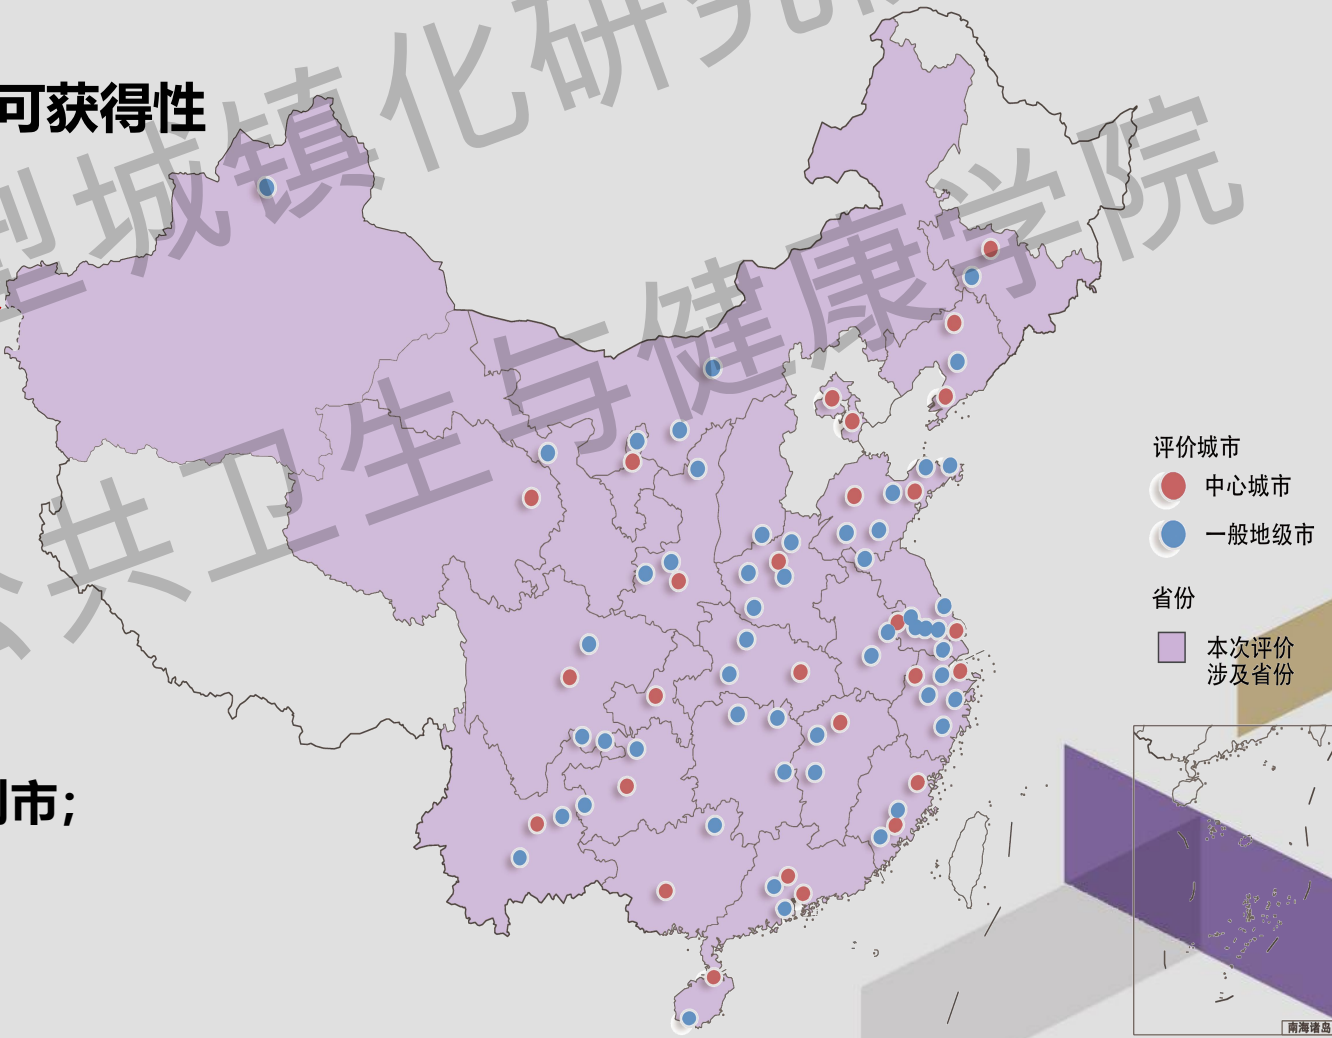 可获得性
型城镇化研究院
公共卫生与健康学院
评价城市
中心城市
一般地级市
省份
本次评价
涉及省份
市；
南海诸岛